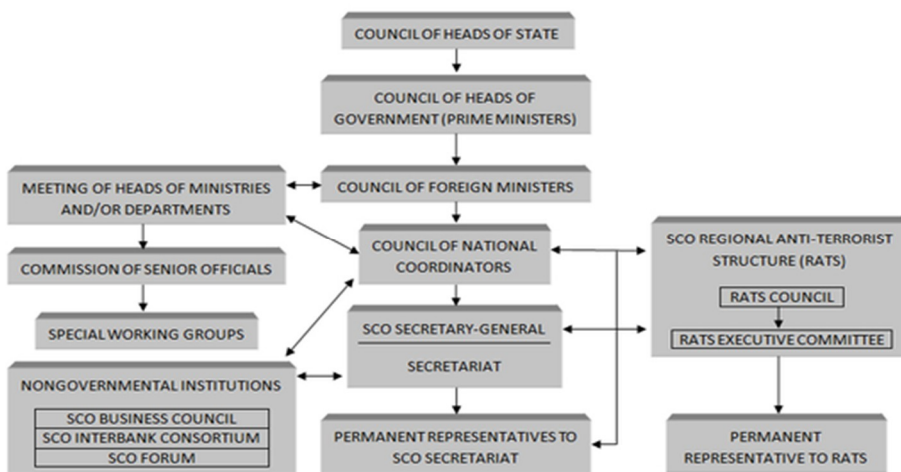 COUNCIL OF HEADS OF STATE
COUNCIL OF HEADS OF
GOVERNMENT (PRIME MINISTERS)
MEETING OF HEADS OF MINISTRIES
AND/OR DEPARTMENTS
COUNCIL OF FOREIGN MINISTERS
COMMISSION OF SENIOR OFFICIALS
COUNCIL OF NATIONAL
COORDINATORS
SCO REGIONAL ANTI-TERRORIST
STRUCTURE (RATS)
RATS COUNCIL
RATS EXECUTIVE COMMITTEE
SPECIAL WORKING GROUPS
SCO SECRETARY-GENERAL
SECRETARIAT
NONGOVERNMENTAL INSTITUTIONS
SCO BUSINESS COUNCIL
SCO INTERBANK CONSORTIUM
SCO FORUM
PERMANENT REPRESENTATIVES TO
SCO SECRETARIAT
PERMANENT
REPRESENTATIVE TO RATS